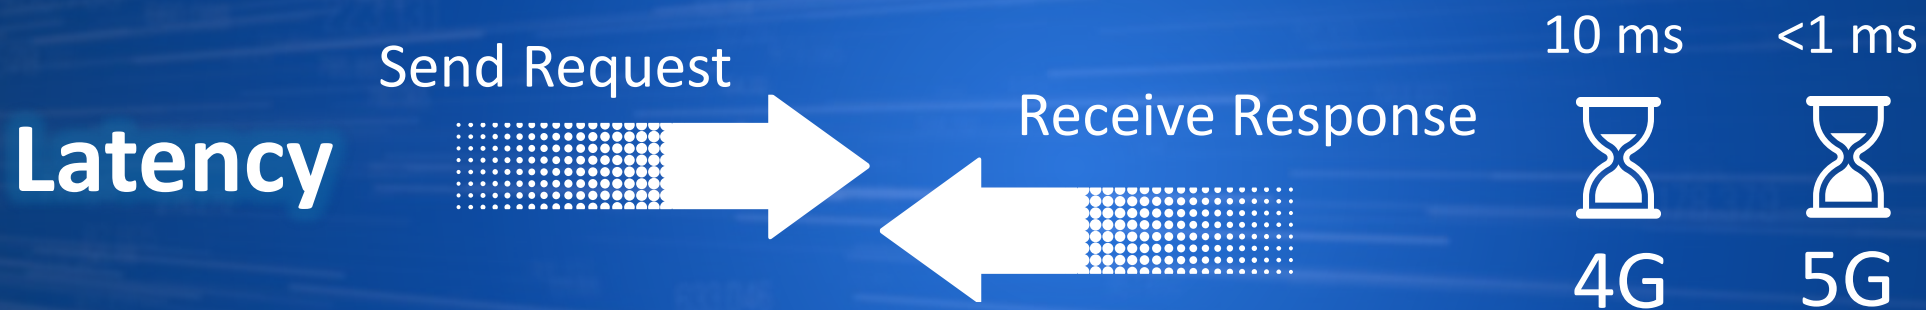 Latency
Send Request
Receive Response
10 ms
<1 ms
4G
5G